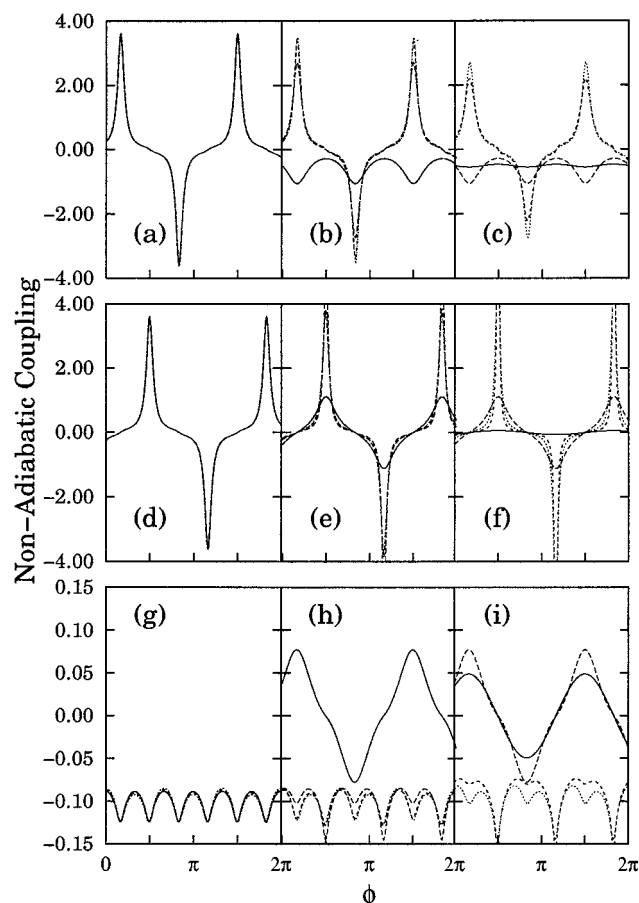 4.00
2.00
0.00
-2.00
-4.00
(a)
(b)
(c)
4.00
2.00
0.00
-2.00
-4.00
(d)
(e)
(f)
0.15
0.10
0.05
0.00
-0.05
-0.10
-0.15
(g)
(h)
(i)
0
π
2π
π
2π
π
2π
Non-Adiabatic Coupling
ϕ